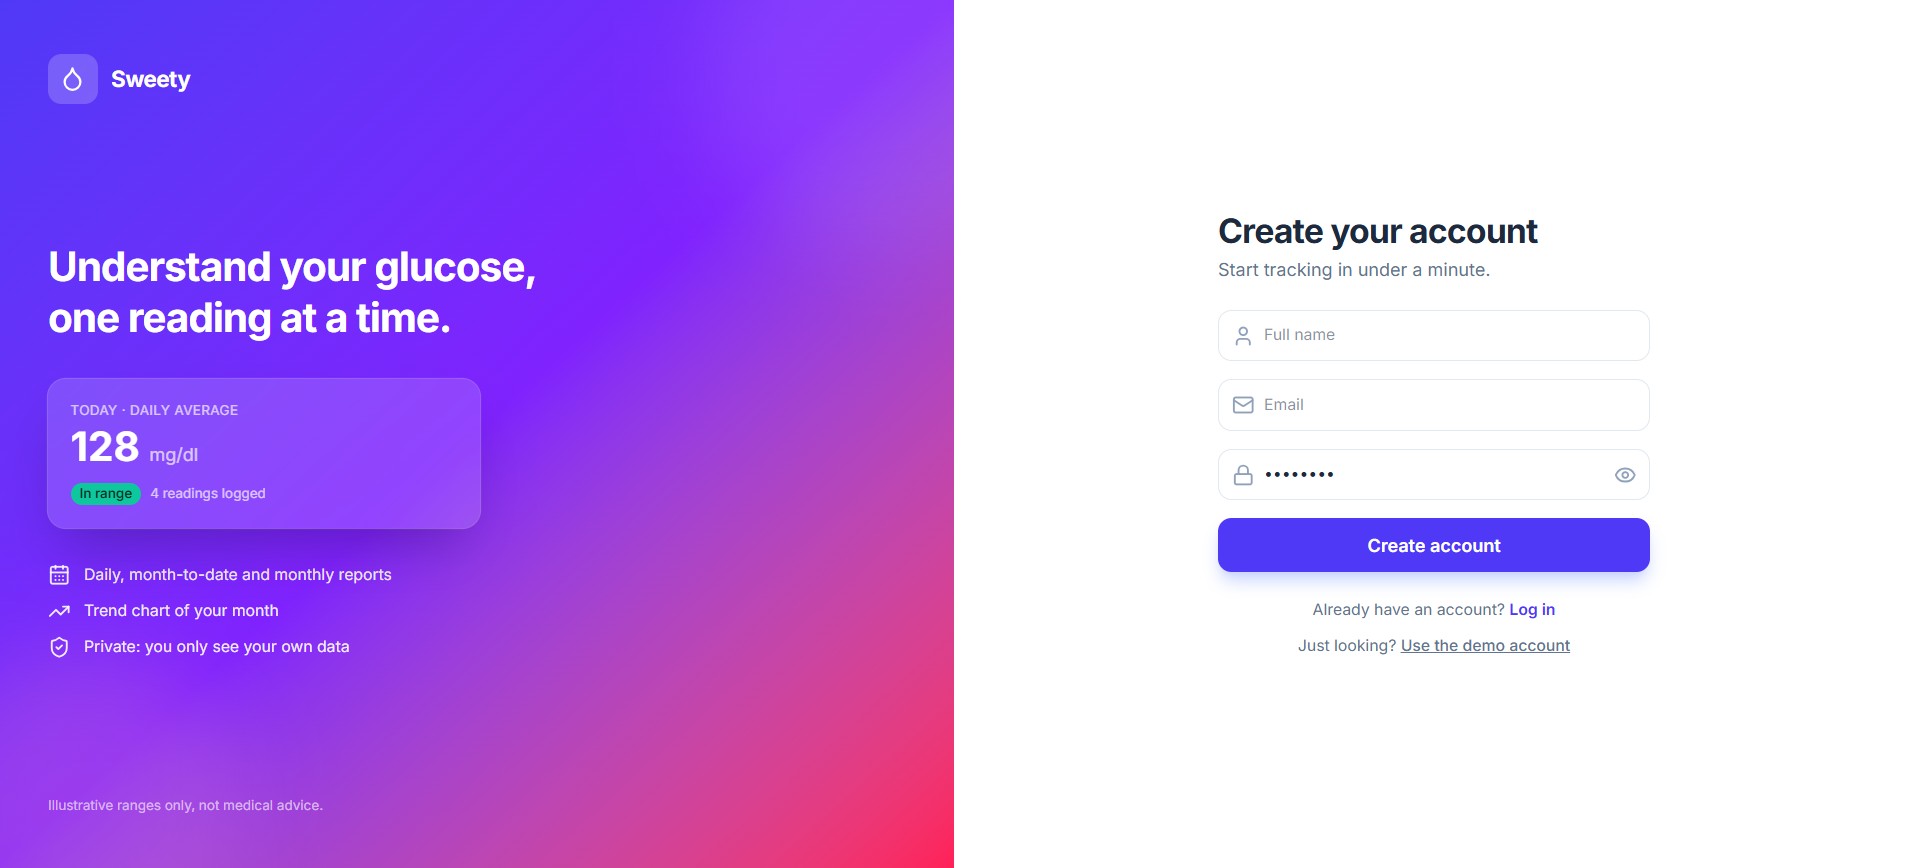 Sweety
Understand your glucose,
one reading at a time.
TODAY · DAILY AVERAGE
128 mg/dl
In range 4 readings logged
Daily, month-to-date and monthly reports
Trend chart of your month
Private: you only see your own data
Illustrative ranges only, not medical advice.
Create your account
Start tracking in under a minute.
Full name
Email
••••••••
Create account
Already have an account? Log in
Just looking? Use the demo account